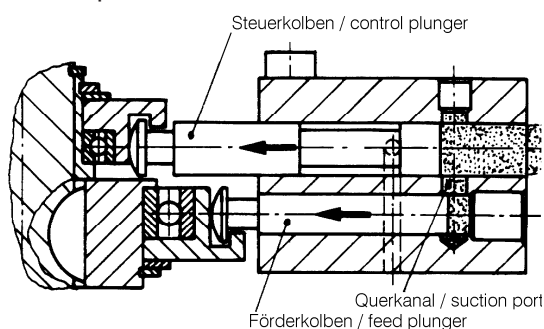 Steuerkolben / control plunger
Querkanal / suction port
Förderkolben / feed plunger